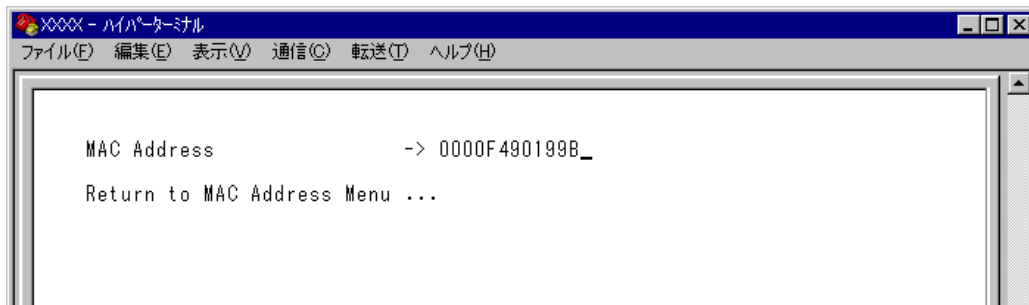 XXXX - ﾊｲﾊﾟｰﾀｰﾐﾅﾙ
ファイル(F) 編集(E) 表示(V) 通信(C) 転送(T) ヘルプ(H)
MAC Address -> 0000F490199B_
Return to MAC Address Menu ...